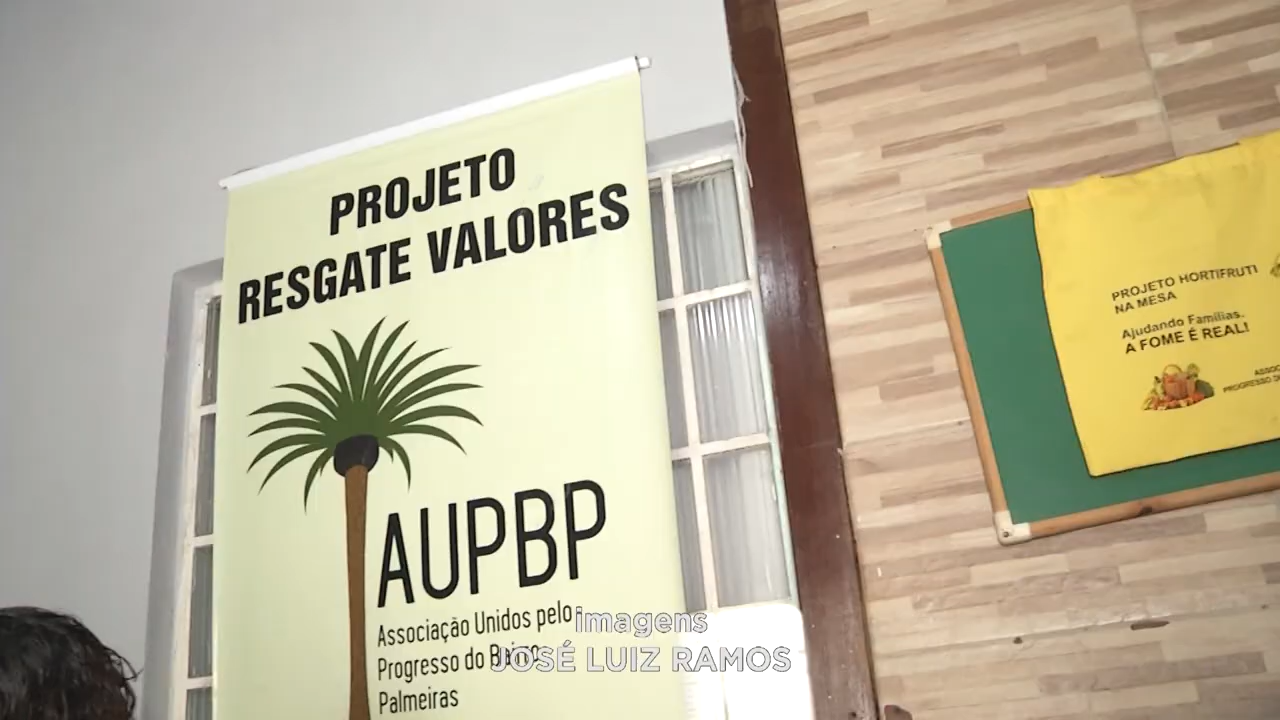 PROJETO
RESGATE VALORES
AUPBP
Associação Unidos pelo
Progresso do Bairro
Palmeiras
PROJETO HORTIFRUTI
NA MESA
Ajudando Famílias.
A FOME É REAL!
PROGRESSO
imagens
JOSÉ LUIZ RAMOS